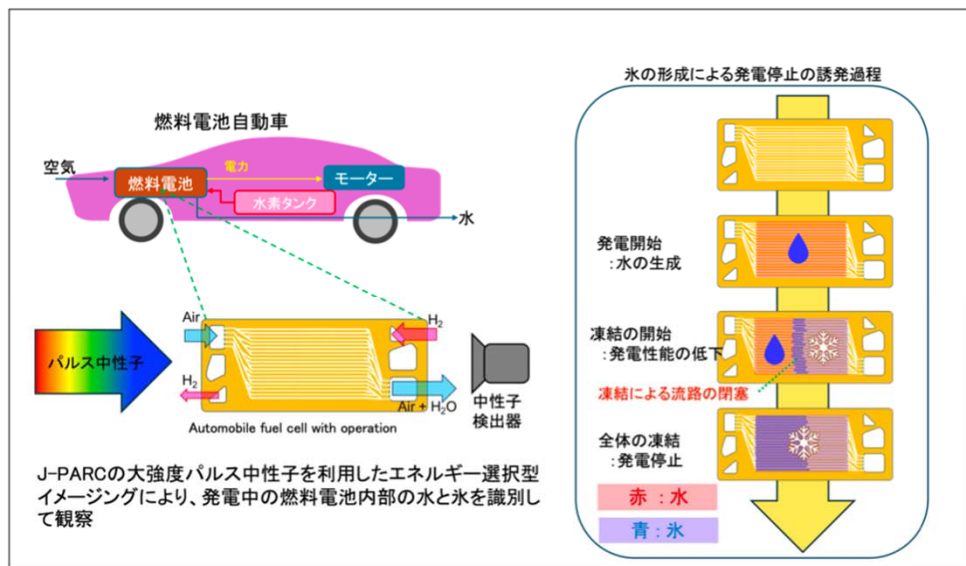 燃料電池自動車
空気
燃料電池
電力
モーター
水素タンク
水
パルス中性子
Air
H2
H2
Air + H2O
中性子
検出器
Automobile fuel cell with operation
J-PARCの大強度パルス中性子を利用したエネルギー選択型
イメージングにより、発電中の燃料電池内部の水と氷を識別し
て観察
氷の形成による発電停止の誘発過程
発電開始
:水の生成
凍結の開始
:発電性能の低下
凍結による流路の閉塞
全体の凍結
:発電停止
赤:水
青:氷